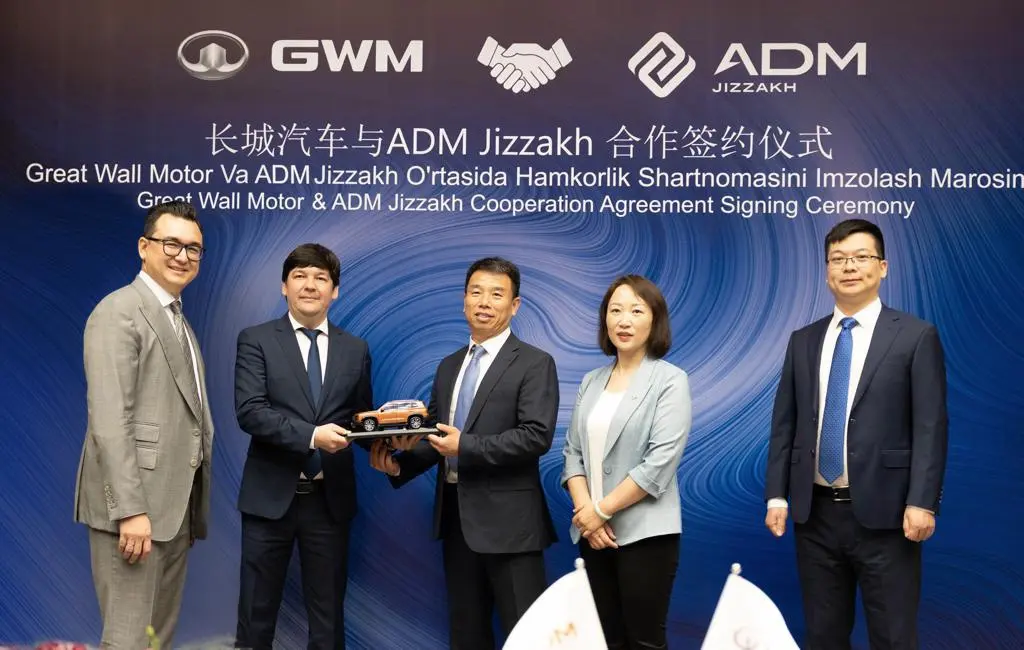 GWM
ADM
JIZZAKH
长城汽车与ADM Jizzakh 合作签约仪式
Great Wall Motor Va ADM Jizzakh O'rtasida Hamkorlik Shartnomasini Imzolash Marosin
Great Wall Motor & ADM Jizzakh Cooperation Agreement Signing Ceremony